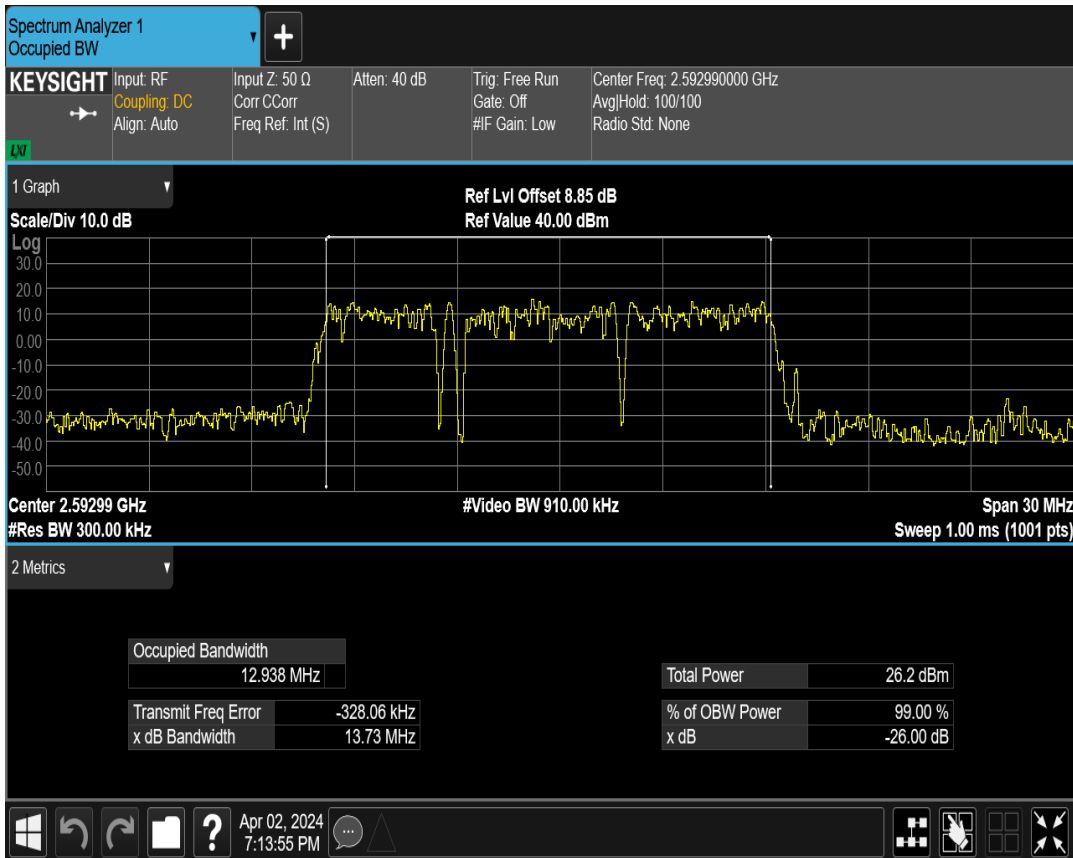 Spectrum Analyzer 1
Occupied BW
+
KEYSIGHT
LXI
Input: RF
Coupling: DC
Align: Auto
Input Z: 50 Ω
Corr CCorr
Freq Ref: Int (S)
Atten: 40 dB
Trig: Free Run
Gate: Off
#IF Gain: Low
Center Freq: 2.592990000 GHz
Avg|Hold: 100/100
Radio Std: None
1 Graph
Scale/Div 10.0 dB
Ref Lvl Offset 8.85 dB
Ref Value 40.00 dBm
Log
30.0
20.0
10.0
0.00
-10.0
-20.0
-30.0
-40.0
-50.0
Center 2.59299 GHz
#Res BW 300.00 kHz
#Video BW 910.00 kHz
Span 30 MHz
Sweep 1.00 ms (1001 pts)
2 Metrics
Occupied Bandwidth
12.938 MHz
Transmit Freq Error -328.06 kHz
x dB Bandwidth 13.73 MHz
Total Power 26.2 dBm
% of OBW Power 99.00 %
x dB -26.00 dB
?
Apr 02, 2024
7:13:55 PM